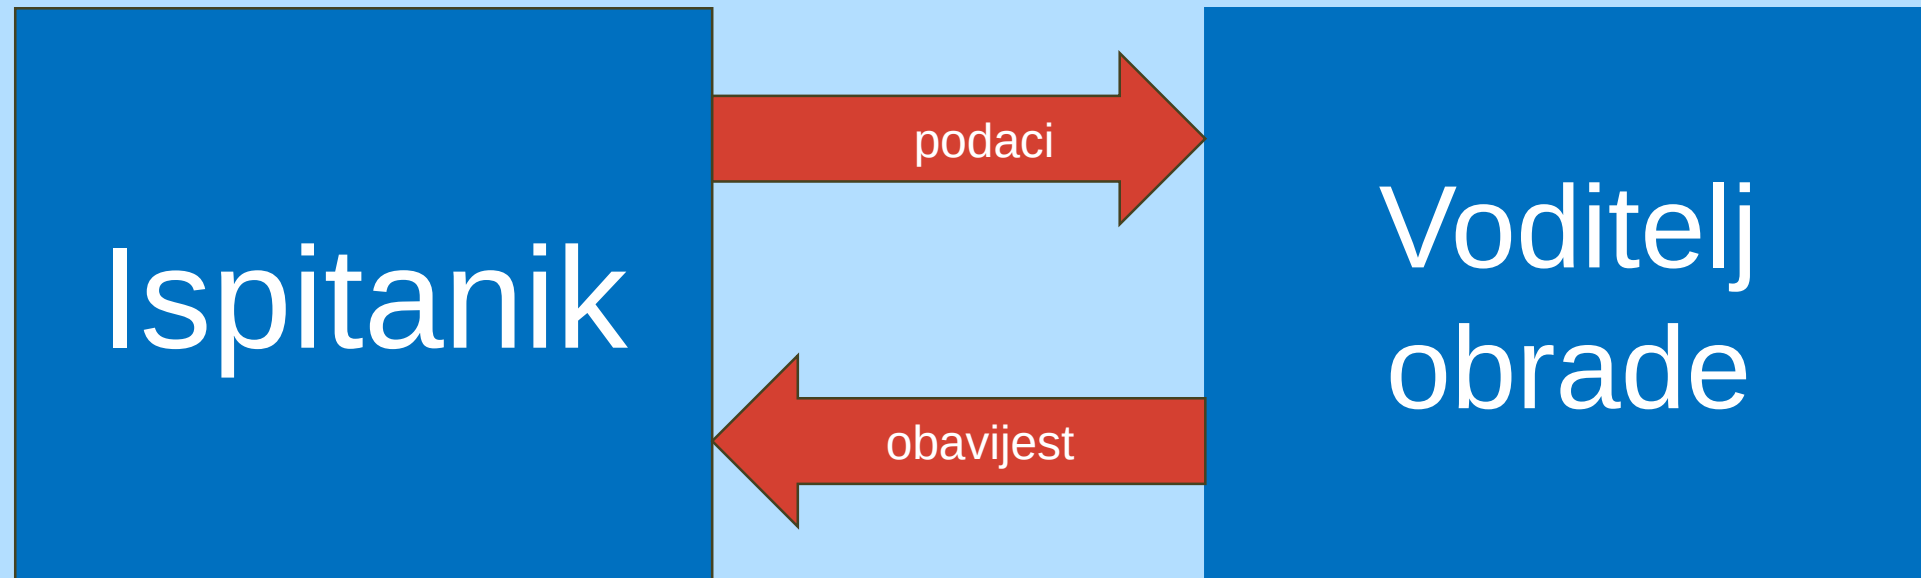 Ispitanik
podaci
obavijest
Voditelj
obrade